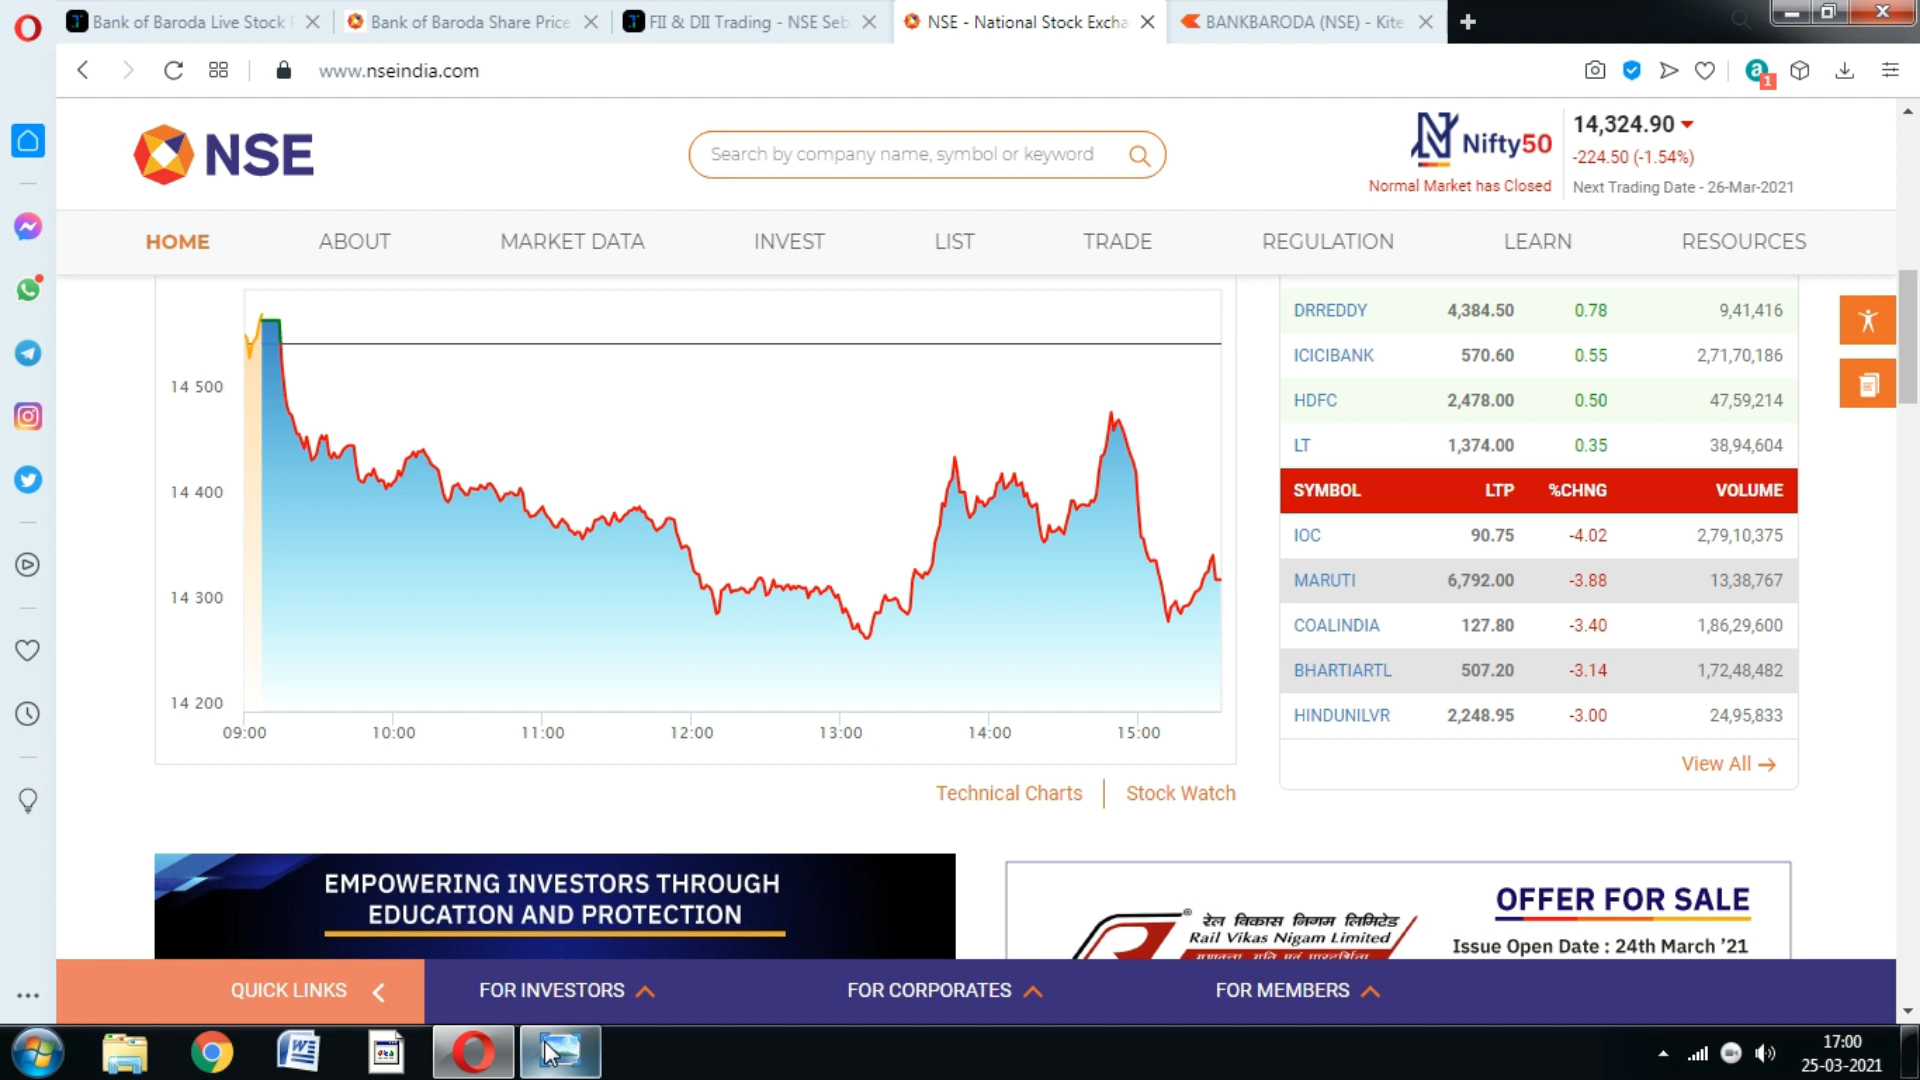 Bank of Baroda Live Stock
Bank of Baroda Share Price
FII & DII Trading - NSE Seb
NSE - National Stock Excha
BANKBARODA (NSE) - Kite
www.nseindia.com
a
1
NSE
Search by company name, symbol or keyword
Nifty50
Normal Market has Closed
14,324.90
-224.50 (-1.54%)
Next Trading Date - 26-Mar-2021
HOME ABOUT MARKET DATA INVEST LIST TRADE REGULATION LEARN RESOURCES
14 500
14 400
14 300
14 200
09:00 10:00 11:00 12:00 13:00 14:00 15:00
DRREDDY 4,384.50 0.78 9,41,416
ICICIBANK 570.60 0.55 2,71,70,186
HDFC 2,478.00 0.50 47,59,214
LT 1,374.00 0.35 38,94,604
SYMBOL LTP %CHNG VOLUME
IOC 90.75 -4.02 2,79,10,375
MARUTI 6,792.00 -3.88 13,38,767
COALINDIA 127.80 -3.40 1,86,29,600
BHARTIARTL 507.20 -3.14 1,72,48,482
HINDUNILVR 2,248.95 -3.00 24,95,833
View All
Technical Charts
Stock Watch
EMPOWERING INVESTORS THROUGH
EDUCATION AND PROTECTION
रेल विकास निगम लिमिटेड
Rail Vikas Nigam Limited
OFFER FOR SALE
Issue Open Date : 24th March '21
QUICK LINKS
FOR INVESTORS
FOR CORPORATES
FOR MEMBERS
17:00
25-03-2021